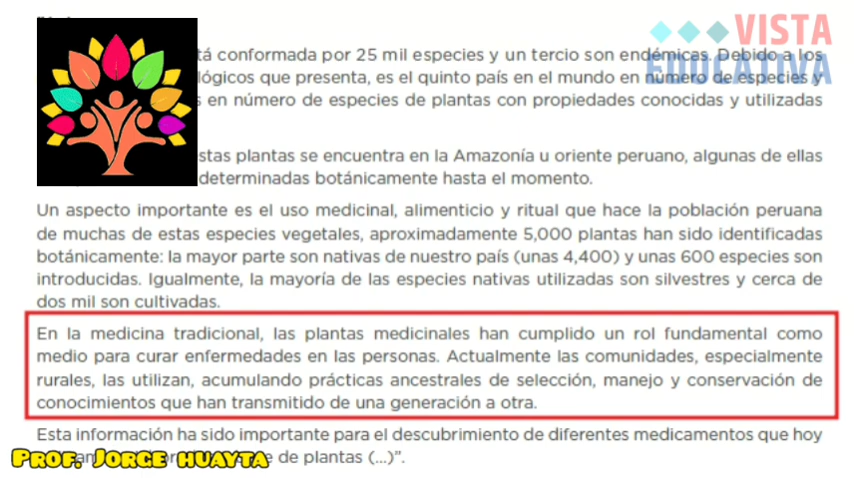 VISTA
EDUCATIVA
tá conformada por 25 mil especies y un tercio son endémicas. Debido a los
lógicos que presenta, es el quinto país en el mundo en número de especies y
s en número de especies de plantas con propiedades conocidas y utilizadas
stas plantas se encuentra en la Amazonía u oriente peruano, algunas de ellas
determinadas botánicamente hasta el momento.
Un aspecto importante es el uso medicinal, alimenticio y ritual que hace la población peruana
de muchas de estas especies vegetales, aproximadamente 5,000 plantas han sido identificadas
botánicamente: la mayor parte son nativas de nuestro país (unas 4,400) y unas 600 especies son
introducidas. Igualmente, la mayoría de las especies nativas utilizadas son silvestres y cerca de
dos mil son cultivadas.
En la medicina tradicional, las plantas medicinales han cumplido un rol fundamental como
medio para curar enfermedades en las personas. Actualmente las comunidades, especialmente
rurales, las utilizan, acumulando prácticas ancestrales de selección, manejo y conservación de
conocimientos que han transmitido de una generación a otra.
Esta información ha sido importante para el descubrimiento de diferentes medicamentos que hoy
e de plantas (...)".
Prof. Jorge huayta